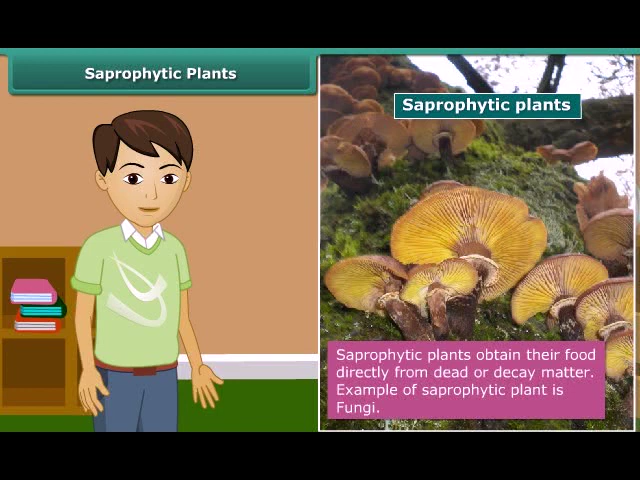 Saprophytic Plants
Saprophytic plants
Saprophytic plants obtain their food
directly from dead or decay matter.
Example of saprophytic plant is
Fungi.